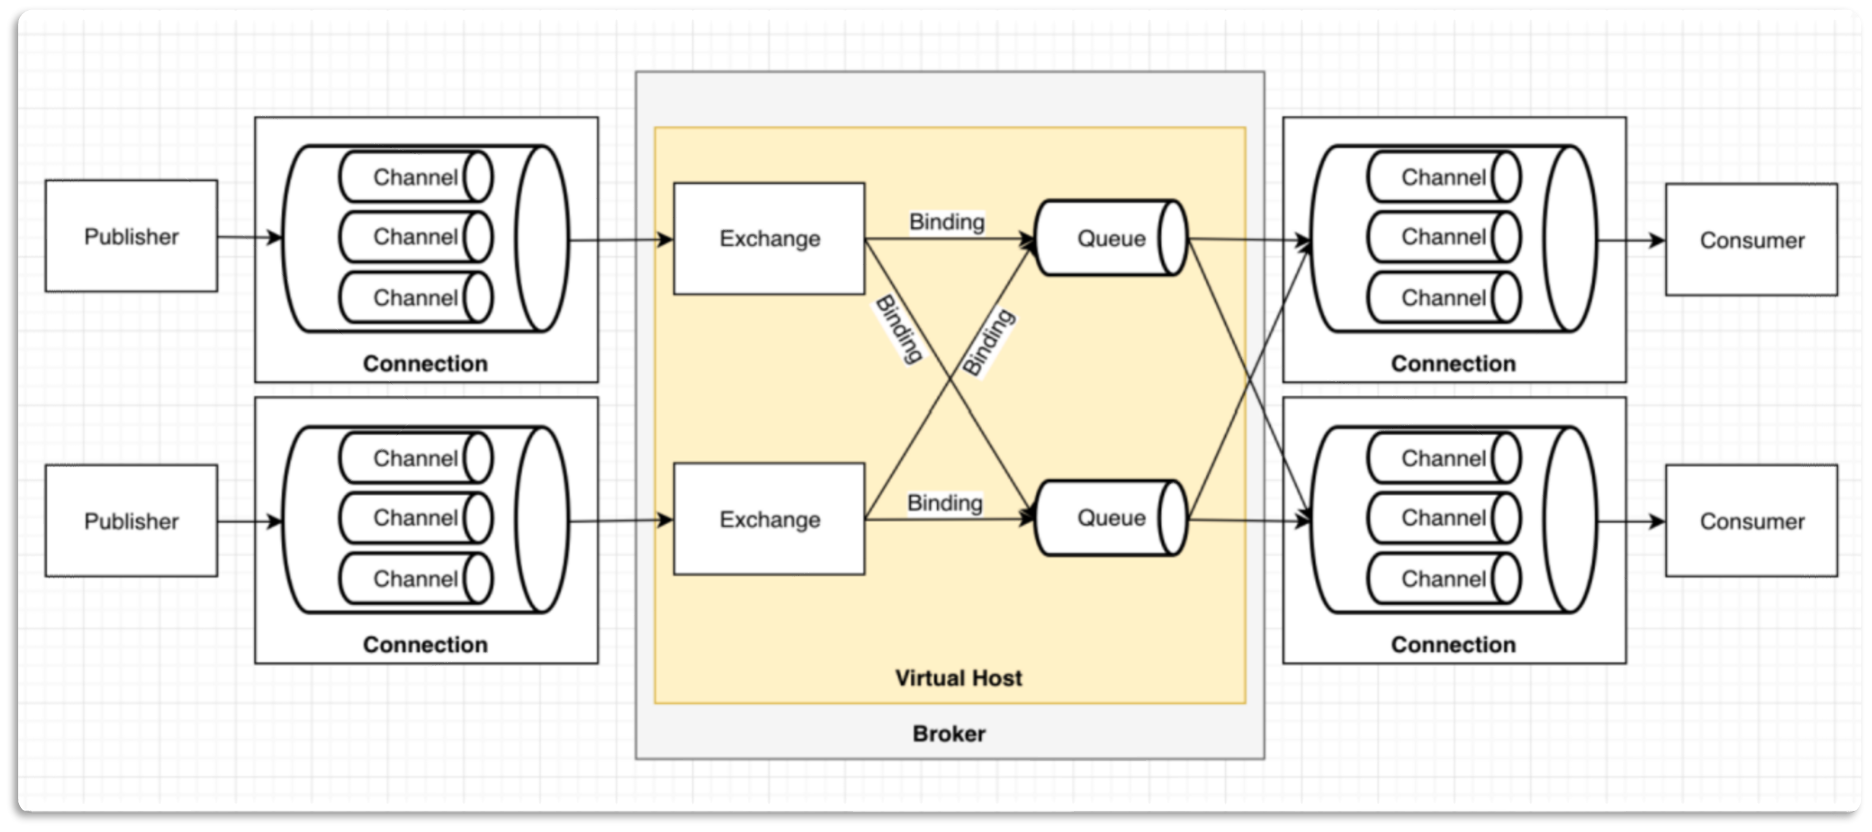 Publisher
Channel
Channel
Channel
Connection
Publisher
Channel
Channel
Channel
Connection
Exchange
Binding
Queue
Binding
Binding
Exchange
Binding
Queue
Virtual Host
Broker
Channel
Channel
Channel
Connection
Consumer
Channel
Channel
Channel
Connection
Consumer